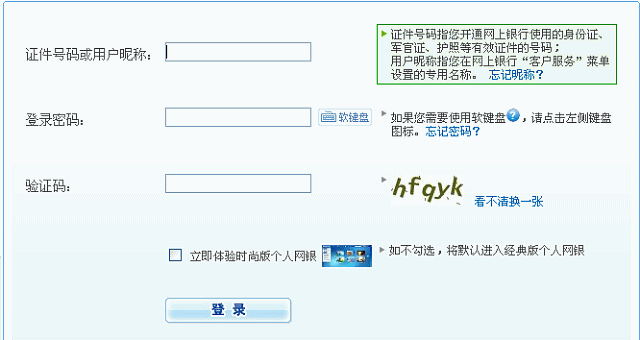 证件号码或用户昵称：
证件号码指您开通网上银行使用的身份证、
军官证、护照等有效证件的号码；
用户昵称指您在网上银行“客户服务”菜单
设置的专用名称。 忘记昵称？
登录密码：
软键盘
如果您需要使用软键盘?，请点击左侧键盘
图标。忘记密码？
验证码：
hfqyk
看不清换一张
立即体验时尚版个人网银
如不勾选，将默认进入经典版个人网银
登 录